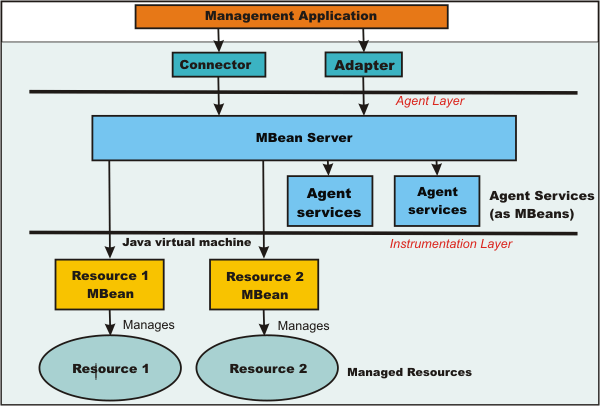 Management Application
Connector
Adapter
Agent Layer
MBean Server
Agent
services
Agent
services
Agent Services
(as MBeans)
Java virtual machine
Instrumentation Layer
Resource 1
MBean
Resource 2
MBean
Manages
Manages
Resource 1
Resource 2
Managed Resources